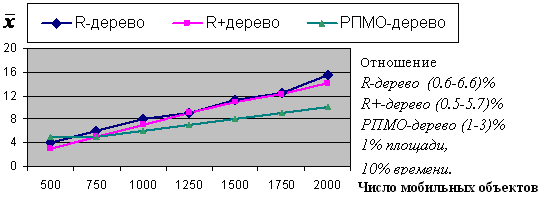 x̄
R-дерево
R+дерево
РПМО-дерево
20
16
12
8
4
0
500
750
1000
1250
1500
1750
2000
Отношение
R-дерево (0.6-6.6)%
R+-дерево (0.5-5.7)%
РПМО-дерево (1-3)%
1% площади,
10% времени.
Число мобильных объектов